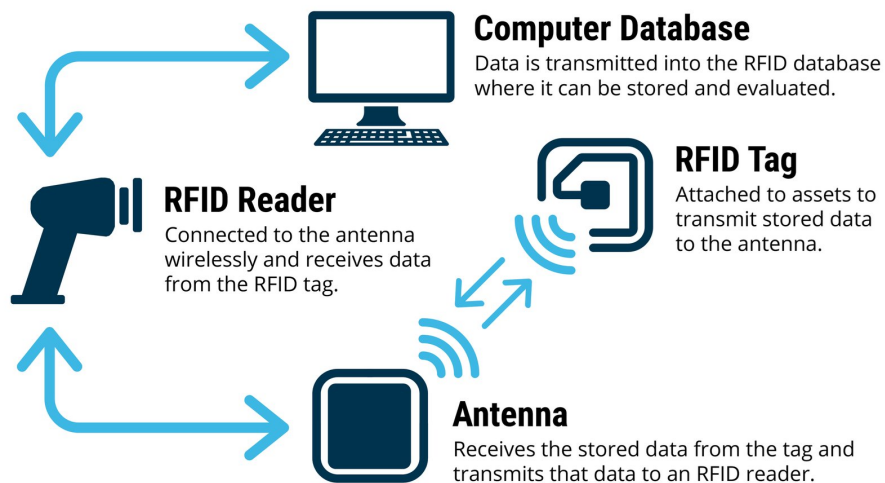 Computer Database
Data is transmitted into the RFID database
where it can be stored and evaluated.
RFID Tag
Attached to assets to
transmit stored data
to the antenna.
RFID Reader
Connected to the antenna
wirelessly and receives data
from the RFID tag.
Antenna
Receives the stored data from the tag and
transmits that data to an RFID reader.